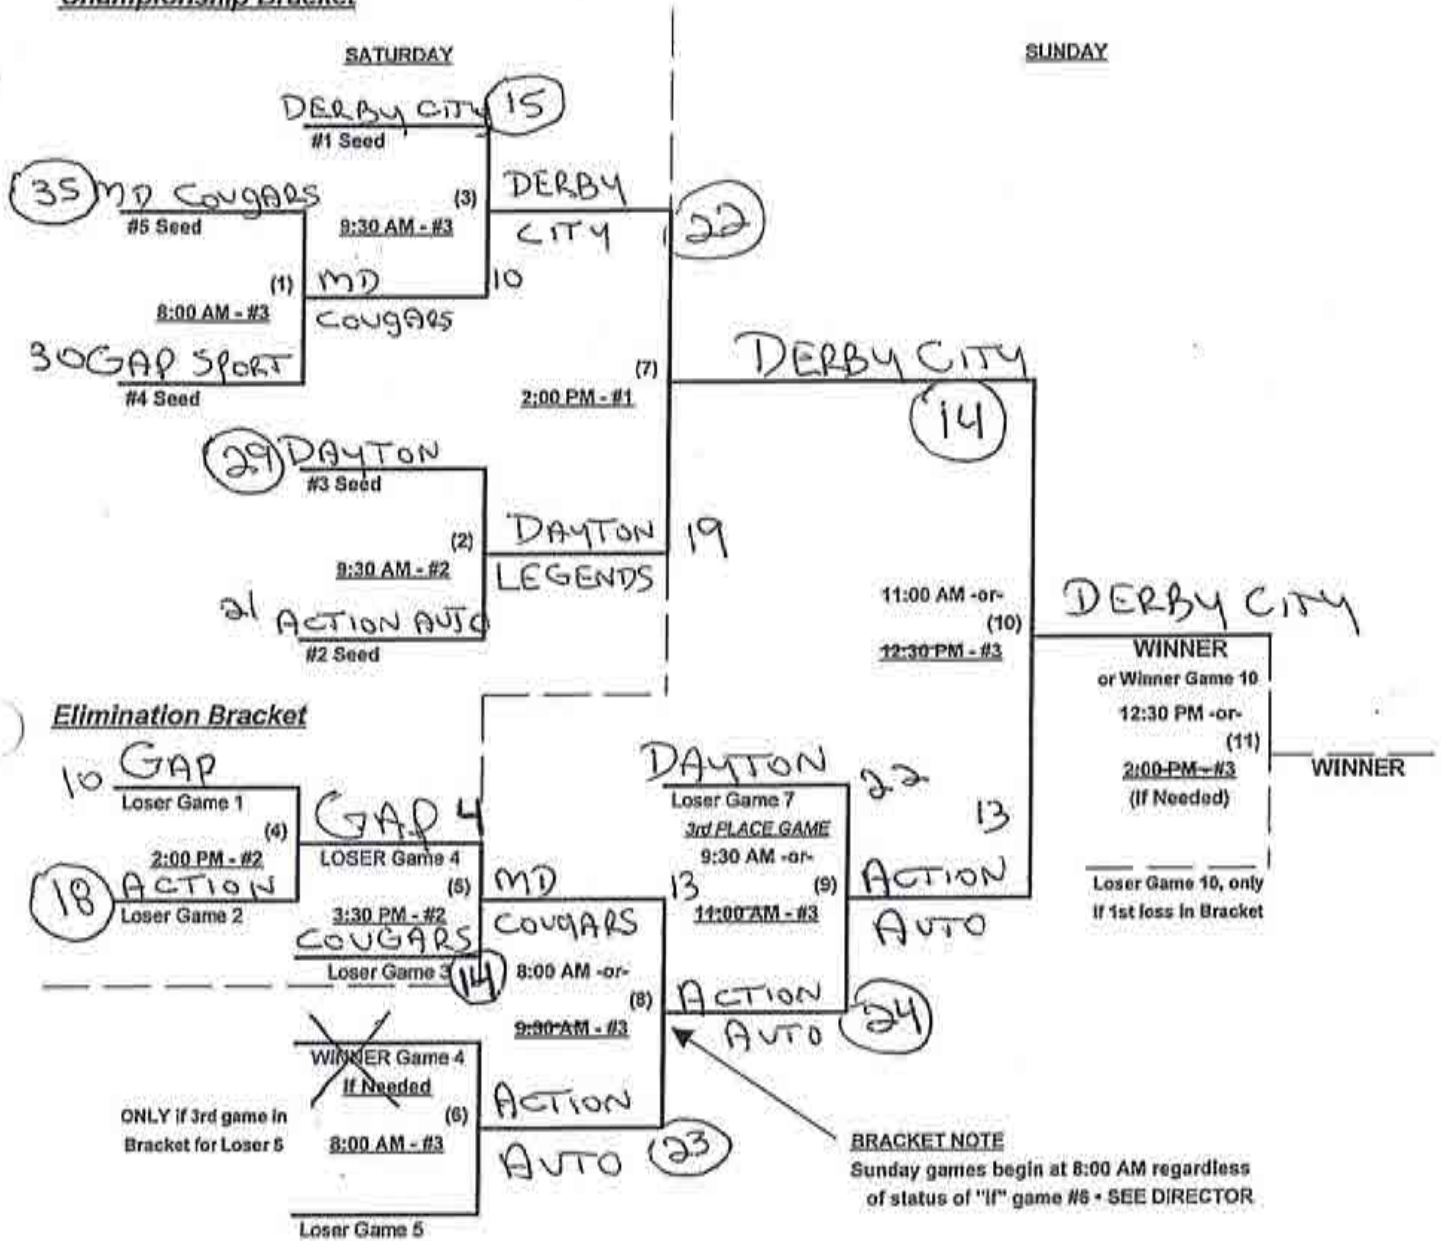 Championship Bracket
SATURDAY
SUNDAY
DERBY CITY 15
#1 Seed
35 MD COUGARS
#5 Seed
(3)
9:30 AM - #3
DERBY
CITY
22
(1)
8:00 AM - #3
MD
COUGARS
10
30 GAP SPORT
#4 Seed
(7)
2:00 PM - #1
DERBY CITY
14
29 DAYTON
#3 Seed
(2)
9:30 AM - #2
DAYTON
LEGENDS
19
21 ACTION AUTO
#2 Seed
11:00 AM -or-
(10)
12:30 PM - #3
DERBY CITY
WINNER
or Winner Game 10
12:30 PM -or-
(11)
2:00 PM - #3
(If Needed)
WINNER
Loser Game 10, only
if 1st loss in Bracket
Elimination Bracket
10 GAP
Loser Game 1
(4)
2:00 PM - #2
18 ACTION
Loser Game 2
GAP 4
LOSER Game 4
(5)
3:30 PM - #2
COUGARS
Loser Game 3
14
MD
COUGARS
13
DAYTON
22
Loser Game 7
3rd PLACE GAME
9:30 AM -or-
(9)
11:00 AM - #3
ACTION
AUTO
13
8:00 AM -or-
(8)
9:30 AM - #3
ACTION
AUTO
24
WINNER Game 4
If Needed
(6)
8:00 AM - #3
ONLY if 3rd game in
Bracket for Loser 5
ACTION
AUTO
23
Loser Game 5
BRACKET NOTE
Sunday games begin at 8:00 AM regardless
of status of "if" game #6 - SEE DIRECTOR